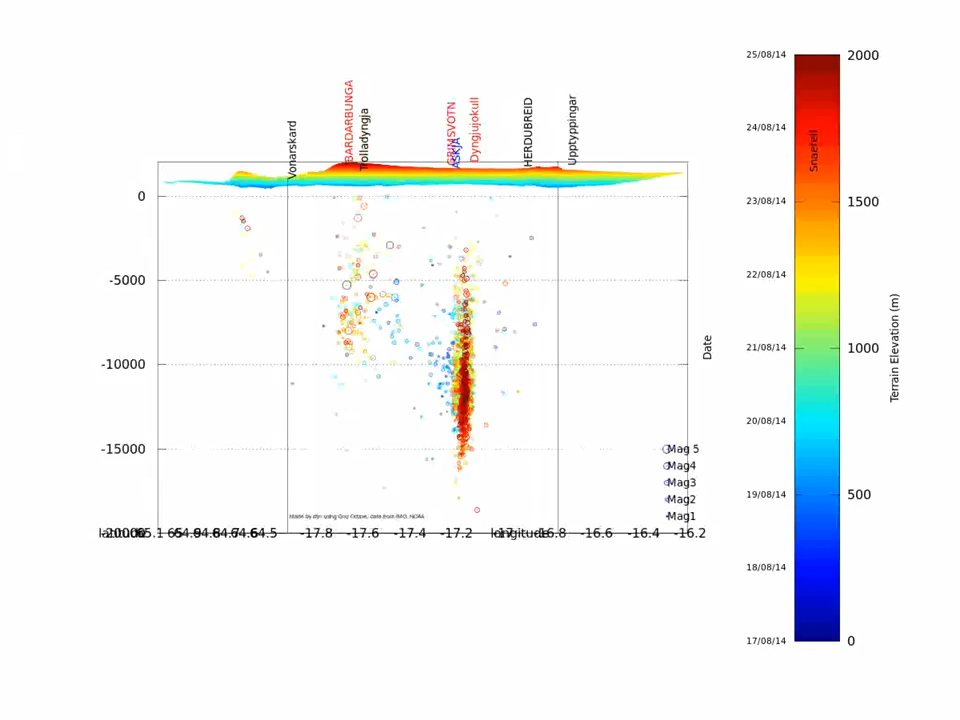 25/08/14
2000
24/08/14
23/08/14
1500
22/08/14
21/08/14
1000
20/08/14
19/08/14
500
18/08/14
17/08/14
0
Snaefell
Terrain Elevation (m)
Date
Vonarskard
BARDARBUNGA
Trolladyngja
GRIMSVOTN
ASKJA
Dyngjujokull
HERDUBREID
Upptyppingar
0
-5000
-10000
-15000
-20000
Mag 5
Mag4
Mag3
Mag2
Mag1
-17.8
-17.6
-17.4
-17.2
longitude
-16.8
-16.6
-16.4
-16.2